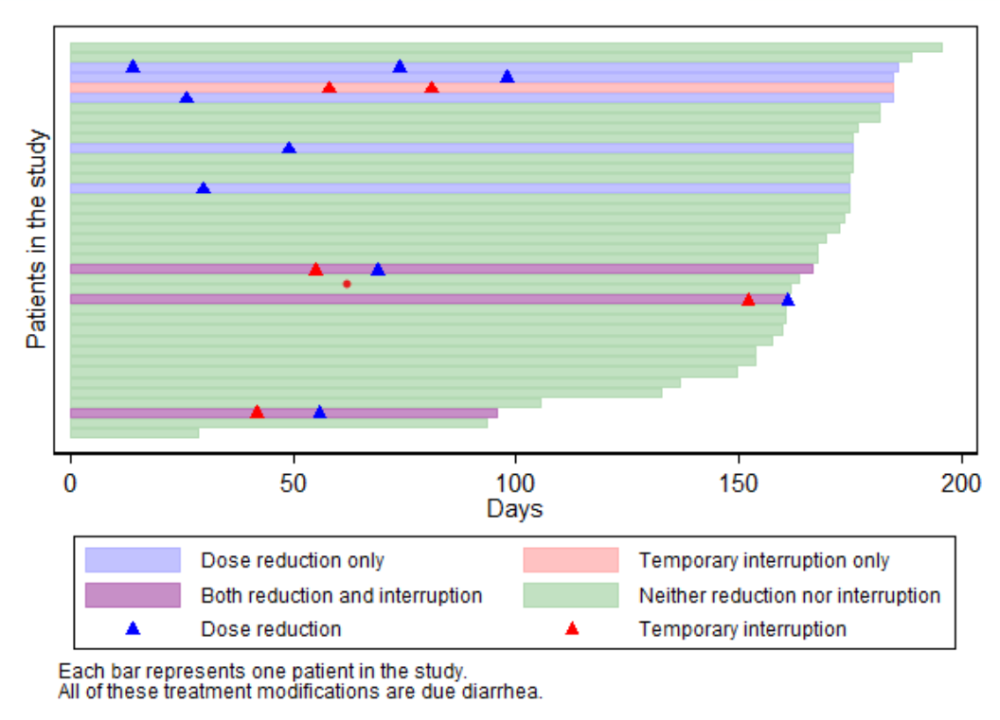 Patients in the study
0 50 100 150 200
Days
Dose reduction only
Temporary interruption only
Both reduction and interruption
Neither reduction nor interruption
Dose reduction
Temporary interruption
Each bar represents one patient in the study.
All of these treatment modifications are due diarrhea.